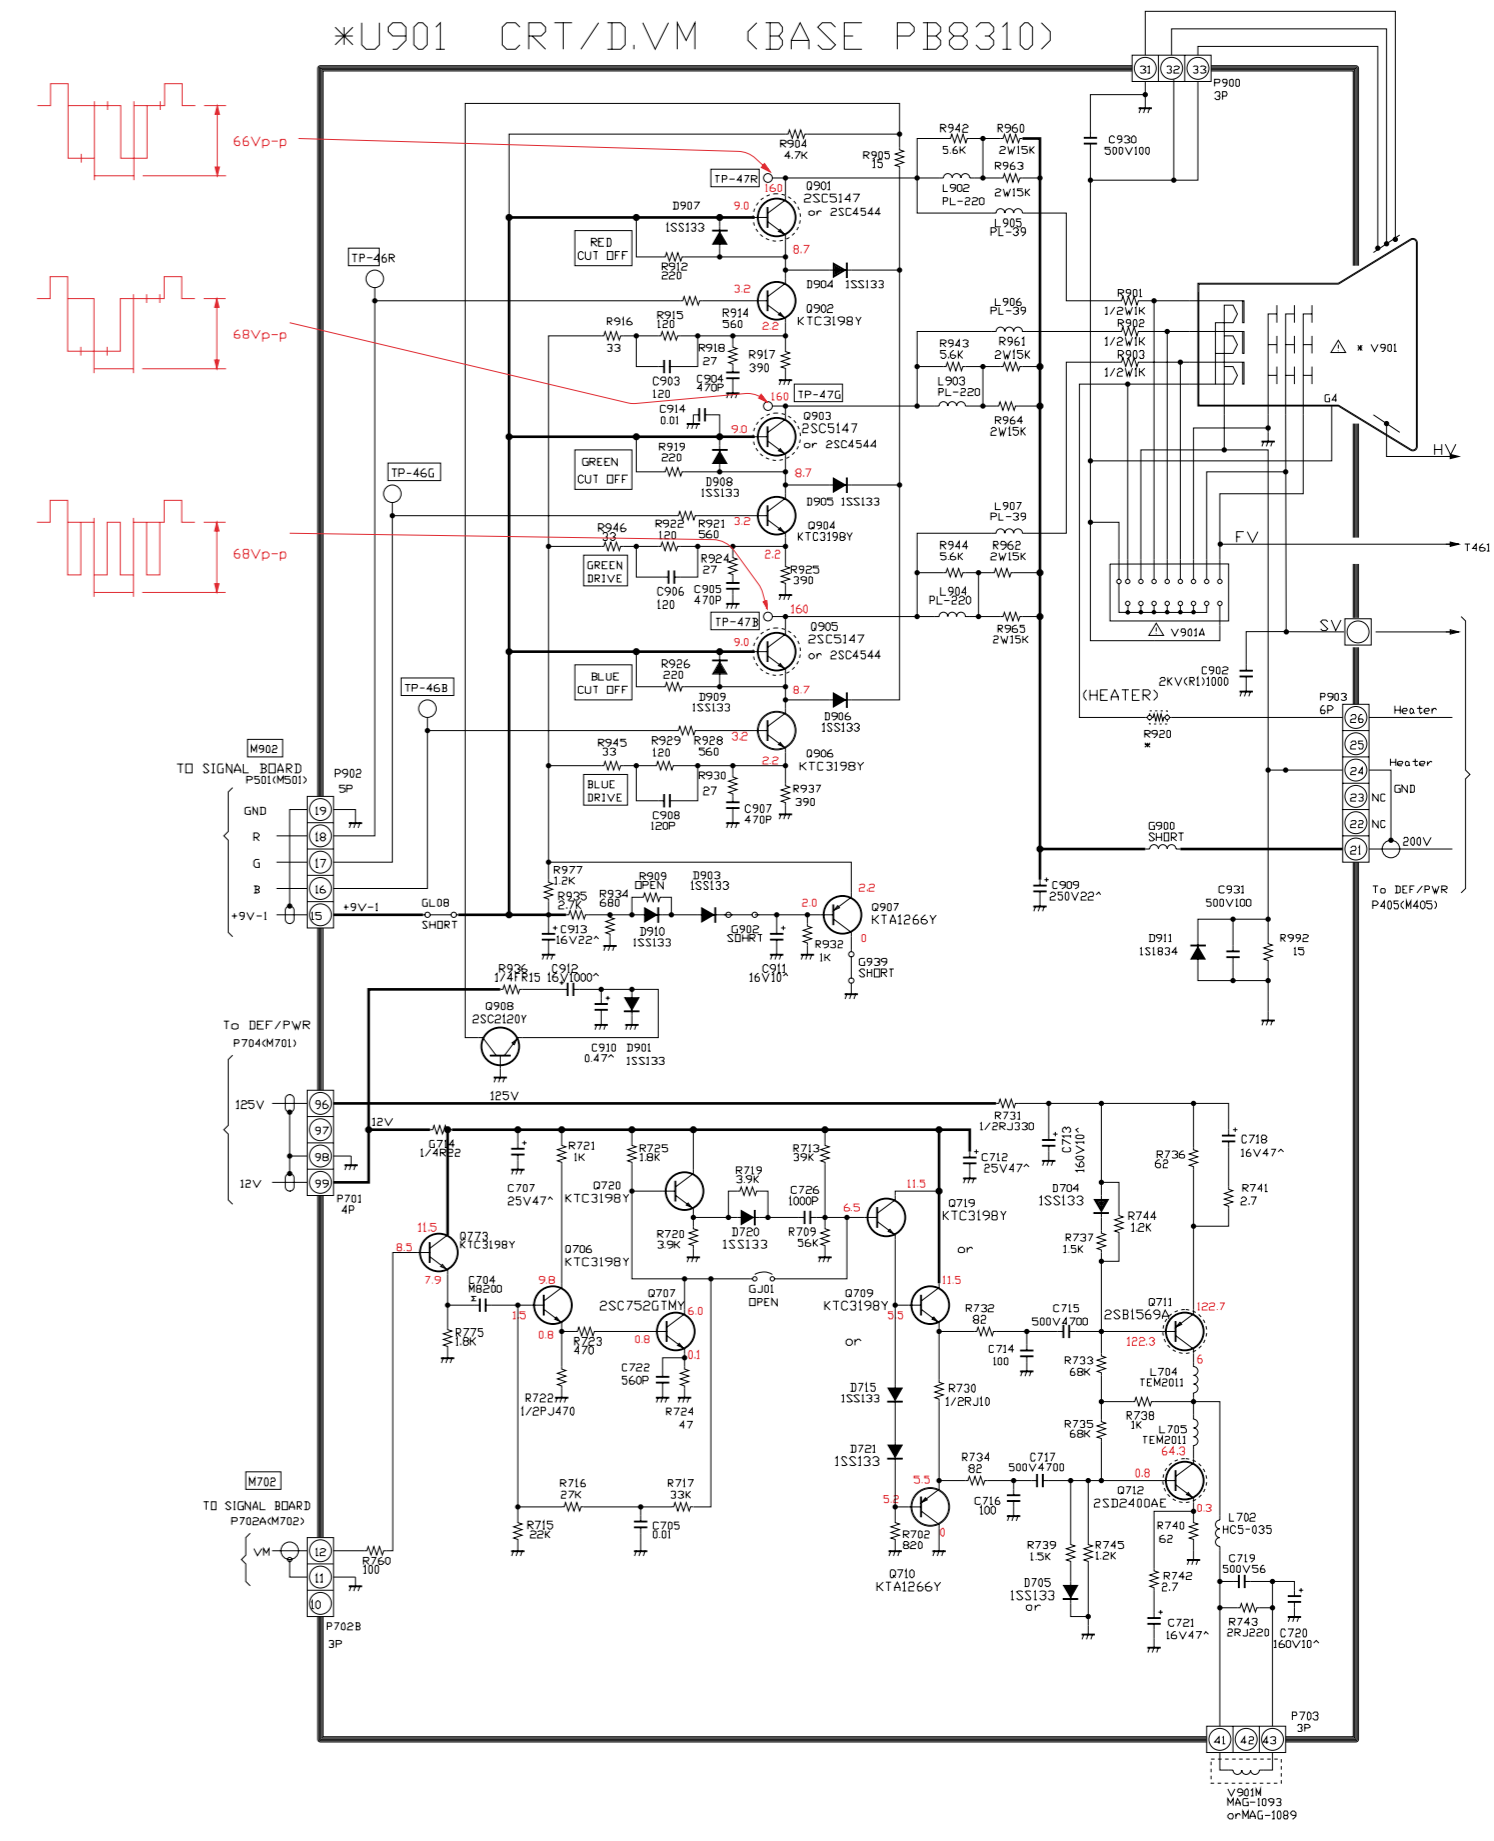 *U901 CRT/D.VM (BASE PB8310)
31 32 33
P900
3P
66Vp-p
68Vp-p
68Vp-p
R904
4.7K
R905
15
R942
5.6K
R960
2W15K
R963
2W15K
L902
PL-220
L905
PL-39
C930
500V100
TP-47R
160
Q901
2SC5147
or 2SC4544
9.0
8.7
D907
1SS133
RED
CUT OFF
R912
220
D904 1SS133
TP-46R
3.2
Q902
KTC3198Y
2.2
R916
33
R915
120
R914
560
R918
27
R917
390
C903
120
C904
470P
L906
PL-39
R943
5.6K
R961
2W15K
L903
PL-220
R964
2W15K
R901
1/2W1K
R902
1/2W1K
R903
1/2W1K
* V901
G4
HV
TP-47G
160
C914
0.01
Q903
2SC5147
or 2SC4544
9.0
8.7
R919
220
GREEN
CUT OFF
D908
1SS133
D905 1SS133
TP-46G
3.2
Q904
KTC3198Y
2.2
R946
33
R922
120
R921
560
R924
27
R925
390
GREEN
DRIVE
C906
120
C905
470P
L907
PL-39
R944
5.6K
R962
2W15K
L904
PL-220
R965
2W15K
FV
T461
V901A
SV
C902
2KV(R1)1000
TP-47B
160
Q905
2SC5147
or 2SC4544
9.0
8.7
R926
220
BLUE
CUT OFF
D909
1SS133
D906
1SS133
TP-46B
3.2
Q906
KTC3198Y
2.2
R945
33
R929
120
R928
560
R930
27
R937
390
BLUE
DRIVE
C908
120P
C907
470P
(HEATER)
R920
*
P903
6P
26 Heater
25
24 Heater
GND
23 NC
22 NC
21 200V
To DEF/PWR
P405(M405)
G900
SHORT
C909
250V22^
M902
TO SIGNAL BOARD
P501(M501)
P902
5P
GND 19
R 18
G 17
B 16
+9V-1 15 +9V-1
GL08
SHORT
R977
1.2K
R935
2.7K
R934
680
R909
OPEN
D903
1SS133
C913
16V22^
D910
1SS133
G902
SOHRT
C911
16V10^
2.0
2.2
Q907
KTA1266Y
0
R932
1K
G939
SHORT
C931
500V100
D911
1S1834
R992
15
R936
1/4FR15
C912
16V1000^
Q908
2SC2120Y
C910
0.47^
D901
1SS133
To DEF/PWR
P704(M701)
125V 96
97
98
12V 99
P701
4P
125V
12V
G714
1/4R22
R731
1/2RJ330
C713
160V10^
C718
16V47^
R736
62
R741
2.7
C707
25V47^
R721
1K
R725
1.8K
Q720
KTC3198Y
R719
3.9K
R713
39K
C726
1000P
R720
3.9K
D720
1SS133
R709
56K
C712
25V47^
11.5
6.5
Q719
KTC3198Y
or
D704
1SS133
R744
1.2K
R737
1.5K
11.5
8.5
Q773
KTC3198Y
7.9
C704
M8200
R775
1.8K
Q706
KTC3198Y
9.8
1.5
0.8
Q707
2SC752GTMY
6.0
0.8
0.1
R723
470
C722
560P
R722
1/2PJ470
R724
47
GJ01
OPEN
Q709
KTC3198Y
11.5
5.5
or
R732
82
C715
500V4700
C714
100
Q711
2SB1569A
122.7
122.3
6
R733
68K
L704
TEM2011
D715
1SS133
R730
1/2RJ10
R735
68K
R738
1K
L705
TEM2011
64.3
D721
1SS133
R734
82
C717
500V4700
C716
100
0.8
Q712
2SD2400AE
0.3
5.5
5.2
0
R702
820
Q710
KTA1266Y
R739
1.5K
R745
1.2K
D705
1SS133
or
R740
62
R742
2.7
C721
16V47^
L702
HC5-035
C719
500V56
R743
2RJ220
C720
160V10^
R716
27K
R717
33K
R715
22K
C705
0.01
M702
TO SIGNAL BOARD
P702A(M702)
VM 12
11
10
R760
100
P702B
3P
P703
3P
41 42 43
V901M
MAG-1093
orMAG-1089